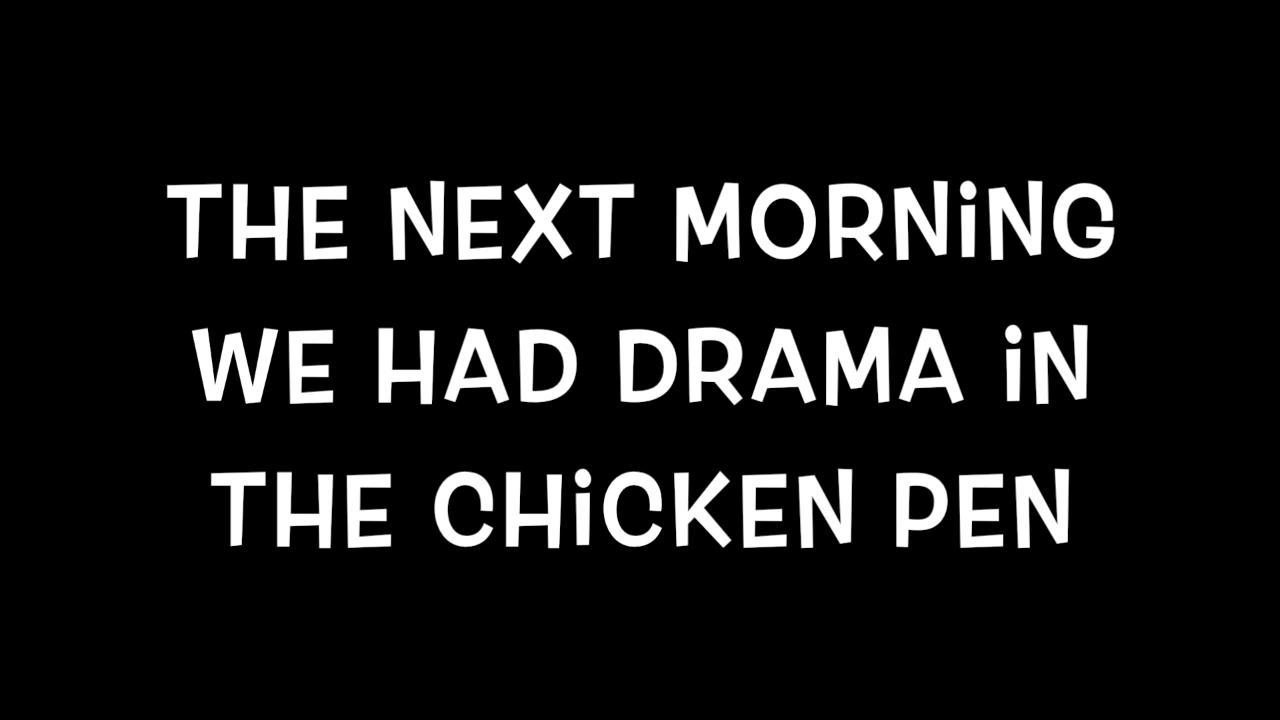 THE NEXT MORNiNG
WE HAD DRAMA iN
THE CHiCKEN PEN